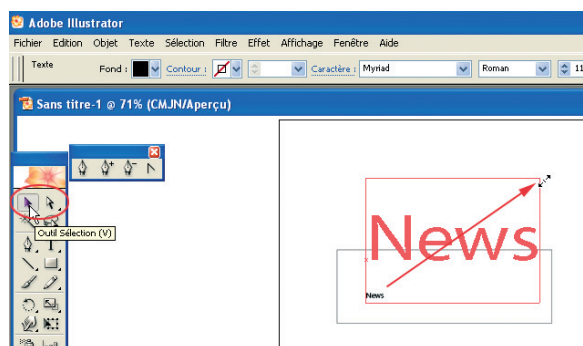 Adobe Illustrator
Fichier Edition Objet Texte Sélection Filtre Effet Affichage Fenêtre Aide
Texte Fond : Contour : Caractère : Myriad Roman 11
Sans titre-1 @ 71% (CMJN/Aperçu)
Outil Sélection (V)
News
News